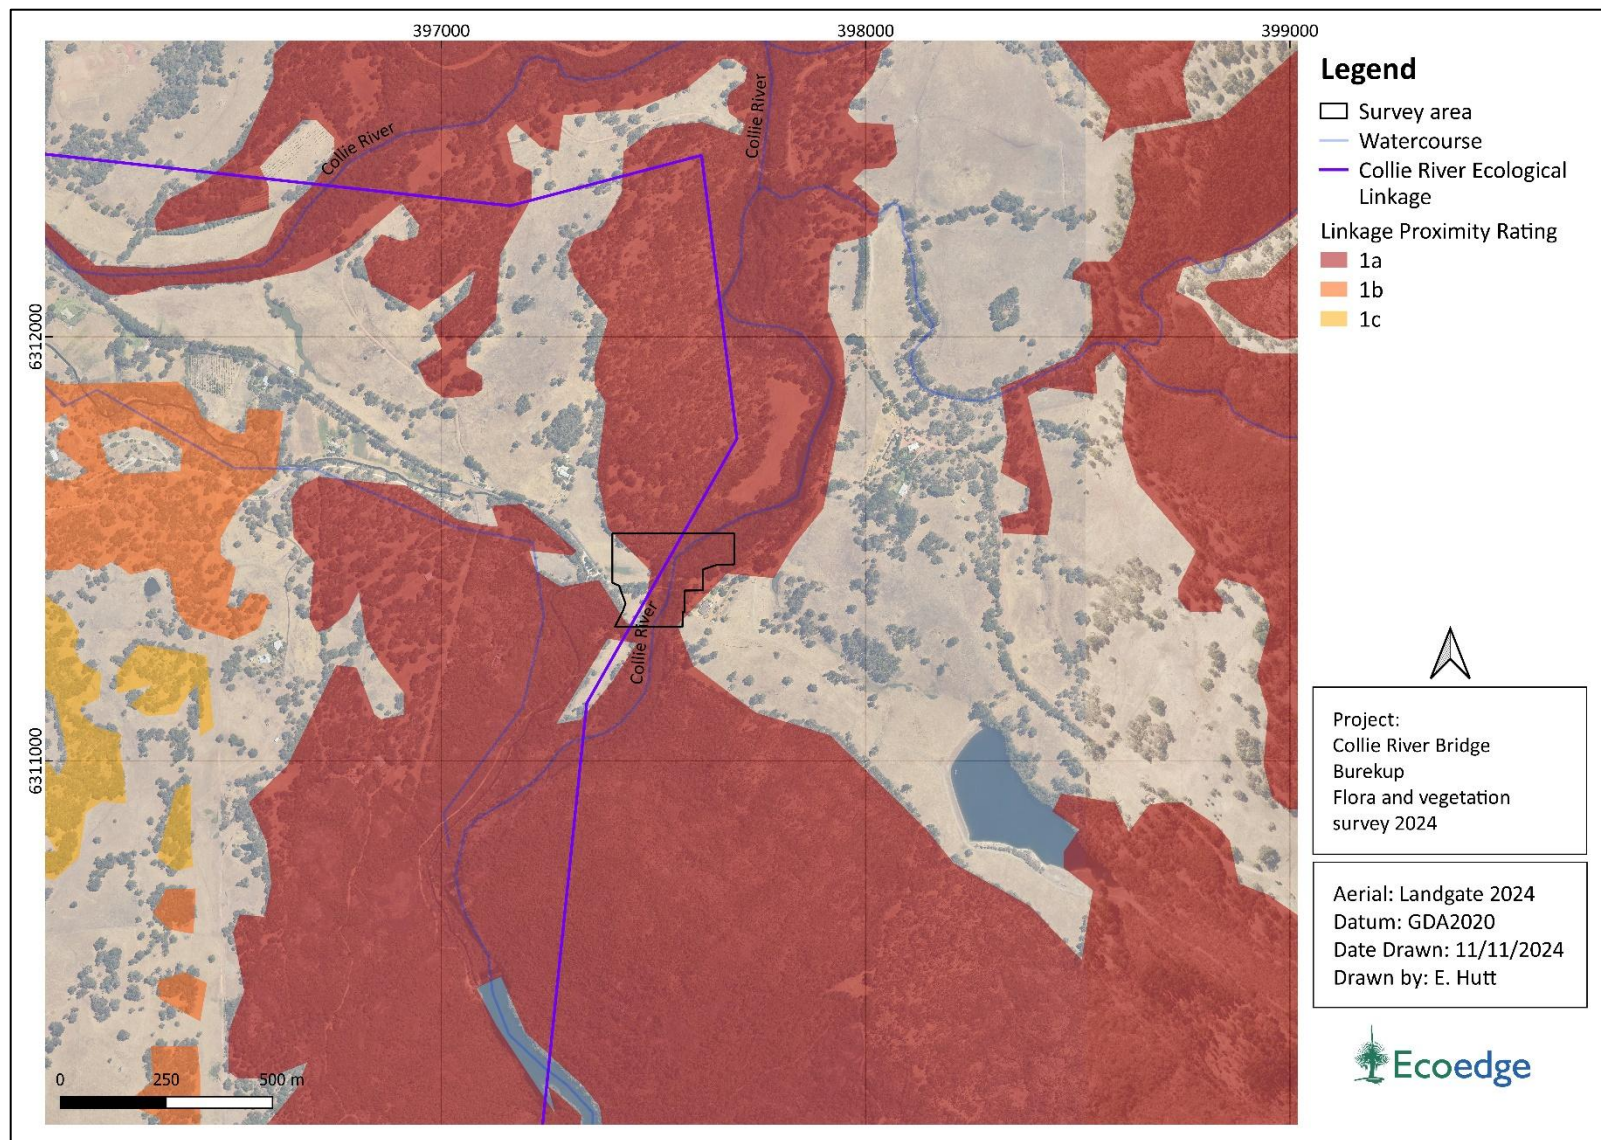 397000
398000
399000
6312000
6311000
Collie River
Collie River
Collie River
0 250 500 m
Legend
Survey area
Watercourse
Collie River Ecological
Linkage
Linkage Proximity Rating
1a
1b
1c
Project:
Collie River Bridge
Burekup
Flora and vegetation
survey 2024
Aerial: Landgate 2024
Datum: GDA2020
Date Drawn: 11/11/2024
Drawn by: E. Hutt
Ecoedge